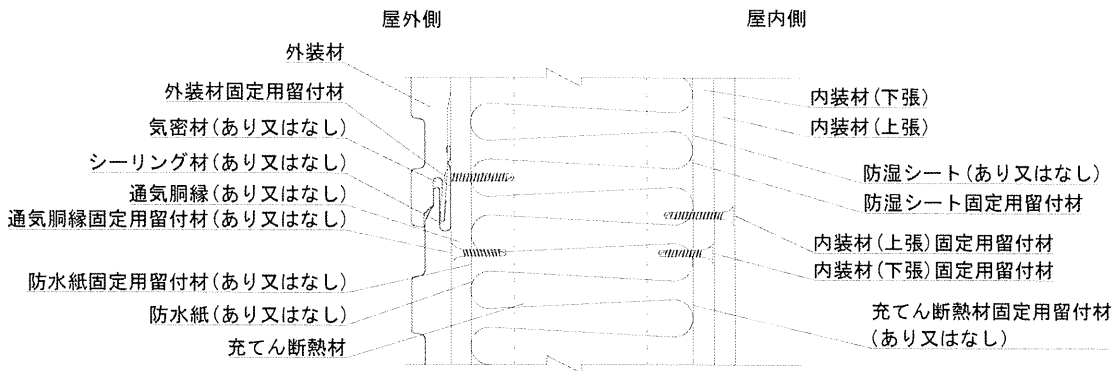 屋外側
屋内側
外装材
外装材固定用留付材
気密材(あり又はなし)
シーリング材(あり又はなし)
通気胴縁(あり又はなし)
通気胴縁固定用留付材(あり又はなし)
防水紙固定用留付材(あり又はなし)
防水紙(あり又はなし)
充てん断熱材
内装材(下張)
内装材(上張)
防湿シート(あり又はなし)
防湿シート固定用留付材
内装材(上張)固定用留付材
内装材(下張)固定用留付材
充てん断熱材固定用留付材
(あり又はなし)